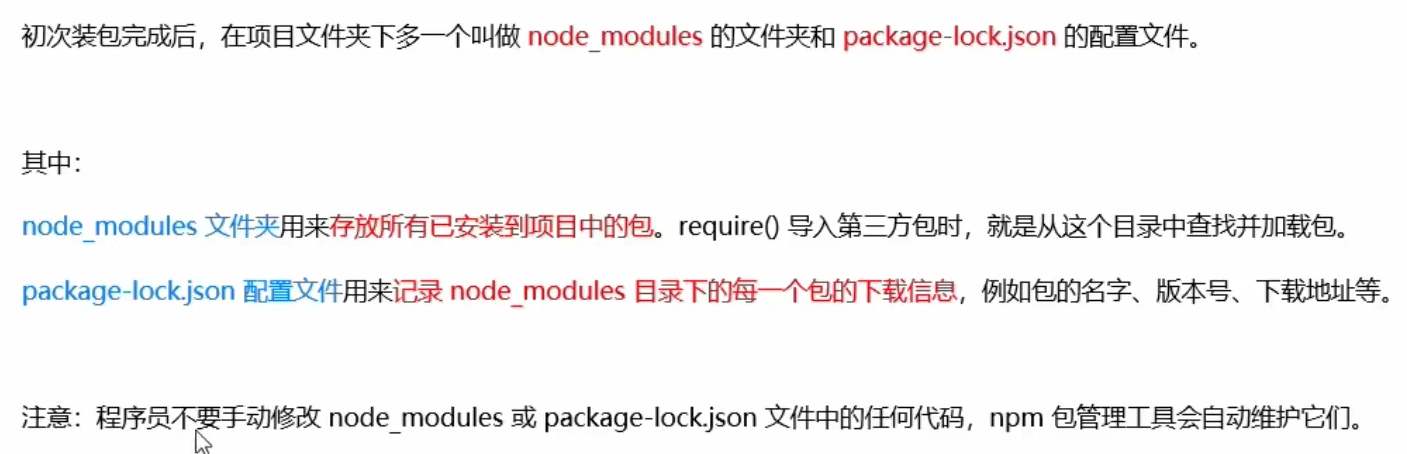 初次装包完成后，在项目文件夹下多一个叫做 node_modules 的文件夹和 package-lock.json 的配置文件。
其中：
node_modules 文件夹用来存放所有已安装到项目中的包。require() 导入第三方包时，就是从这个目录中查找并加载包。
package-lock.json 配置文件用来记录 node_modules 目录下的每一个包的下载信息，例如包的名字、版本号、下载地址等。
注意：程序员不要手动修改 node_modules 或 package-lock.json 文件中的任何代码，npm 包管理工具会自动维护它们。